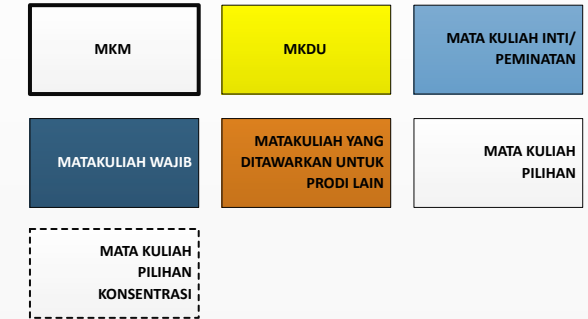 MKM
MKDU
MATA KULIAH INTI/
PEMINATAN
MATAKULIAH WAJIB
MATAKULIAH YANG
DITAWARKAN UNTUK
PRODI LAIN
MATA KULIAH
PILIHAN
MATA KULIAH
PILIHAN
KONSENTRASI